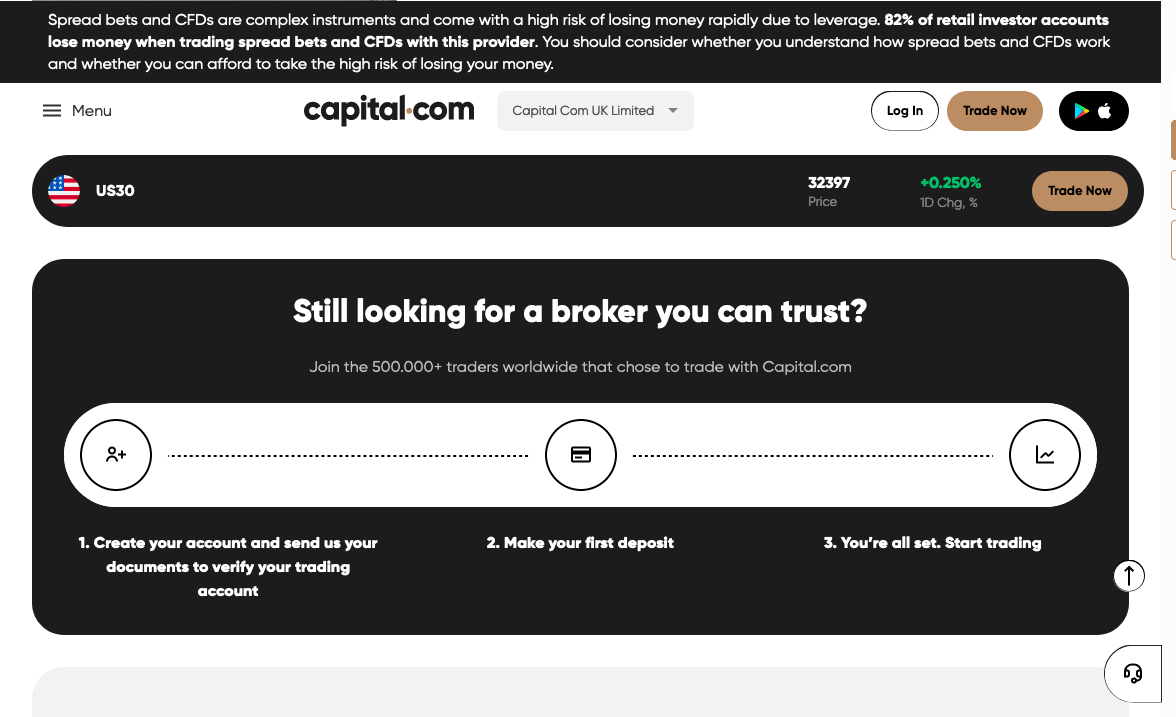 Spread bets and CFDs are complex instruments and come with a high risk of losing money rapidly due to leverage. 82% of retail investor accounts
lose money when trading spread bets and CFDs with this provider. You should consider whether you understand how spread bets and CFDs work
and whether you can afford to take the high risk of losing your money.
Menu
capital.com
Capital Com UK Limited
Log In
Trade Now
US30
32397
+0.250%
Price
1D Chg, %
Trade Now
Still looking for a broker you can trust?
Join the 500.000+ traders worldwide that chose to trade with Capital.com
1. Create your account and send us your
documents to verify your trading
account
2. Make your first deposit
3. You're all set. Start trading